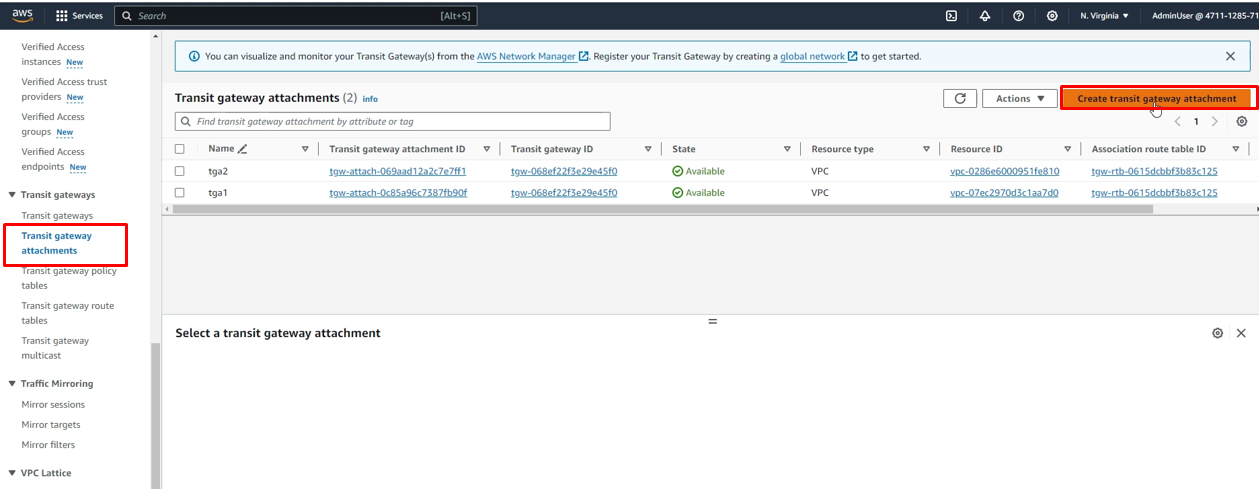 aws
Services
Search
[Alt+S]
N. Virginia
AdminUser @ 4711-1285-71
Verified Access
instances New
Verified Access trust
providers New
Verified Access
groups New
Verified Access
endpoints New
Transit gateways
Transit gateways
Transit gateway
attachments
Transit gateway policy
tables
Transit gateway route
tables
Transit gateway
multicast
Traffic Mirroring
Mirror sessions
Mirror targets
Mirror filters
VPC Lattice
You can visualize and monitor your Transit Gateway(s) from the AWS Network Manager. Register your Transit Gateway by creating a global network to get started.
Transit gateway attachments (2) Info
Actions
Create transit gateway attachment
Find transit gateway attachment by attribute or tag
1
Name Transit gateway attachment ID Transit gateway ID State Resource type Resource ID Association route table ID
tga2 tgw-attach-069aad12a2c7e7ff1 tgw-068ef22f3e29e45f0 Available VPC vpc-0286e6000951fe810 tgw-rtb-0615dcbbf3b83c125
tga1 tgw-attach-0c85a96c7387fb90f tgw-068ef22f3e29e45f0 Available VPC vpc-07ec2970d3c1aa7d0 tgw-rtb-0615dcbbf3b83c125
Select a transit gateway attachment